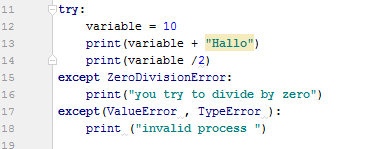 11 try:
12     variable = 10
13     print(variable + "Hallo")
14     print(variable /2)
15 except ZeroDivisionError:
16     print("you try to divide by zero")
17 except(ValueError , TypeError ):
18     print ("invalid process ")
19